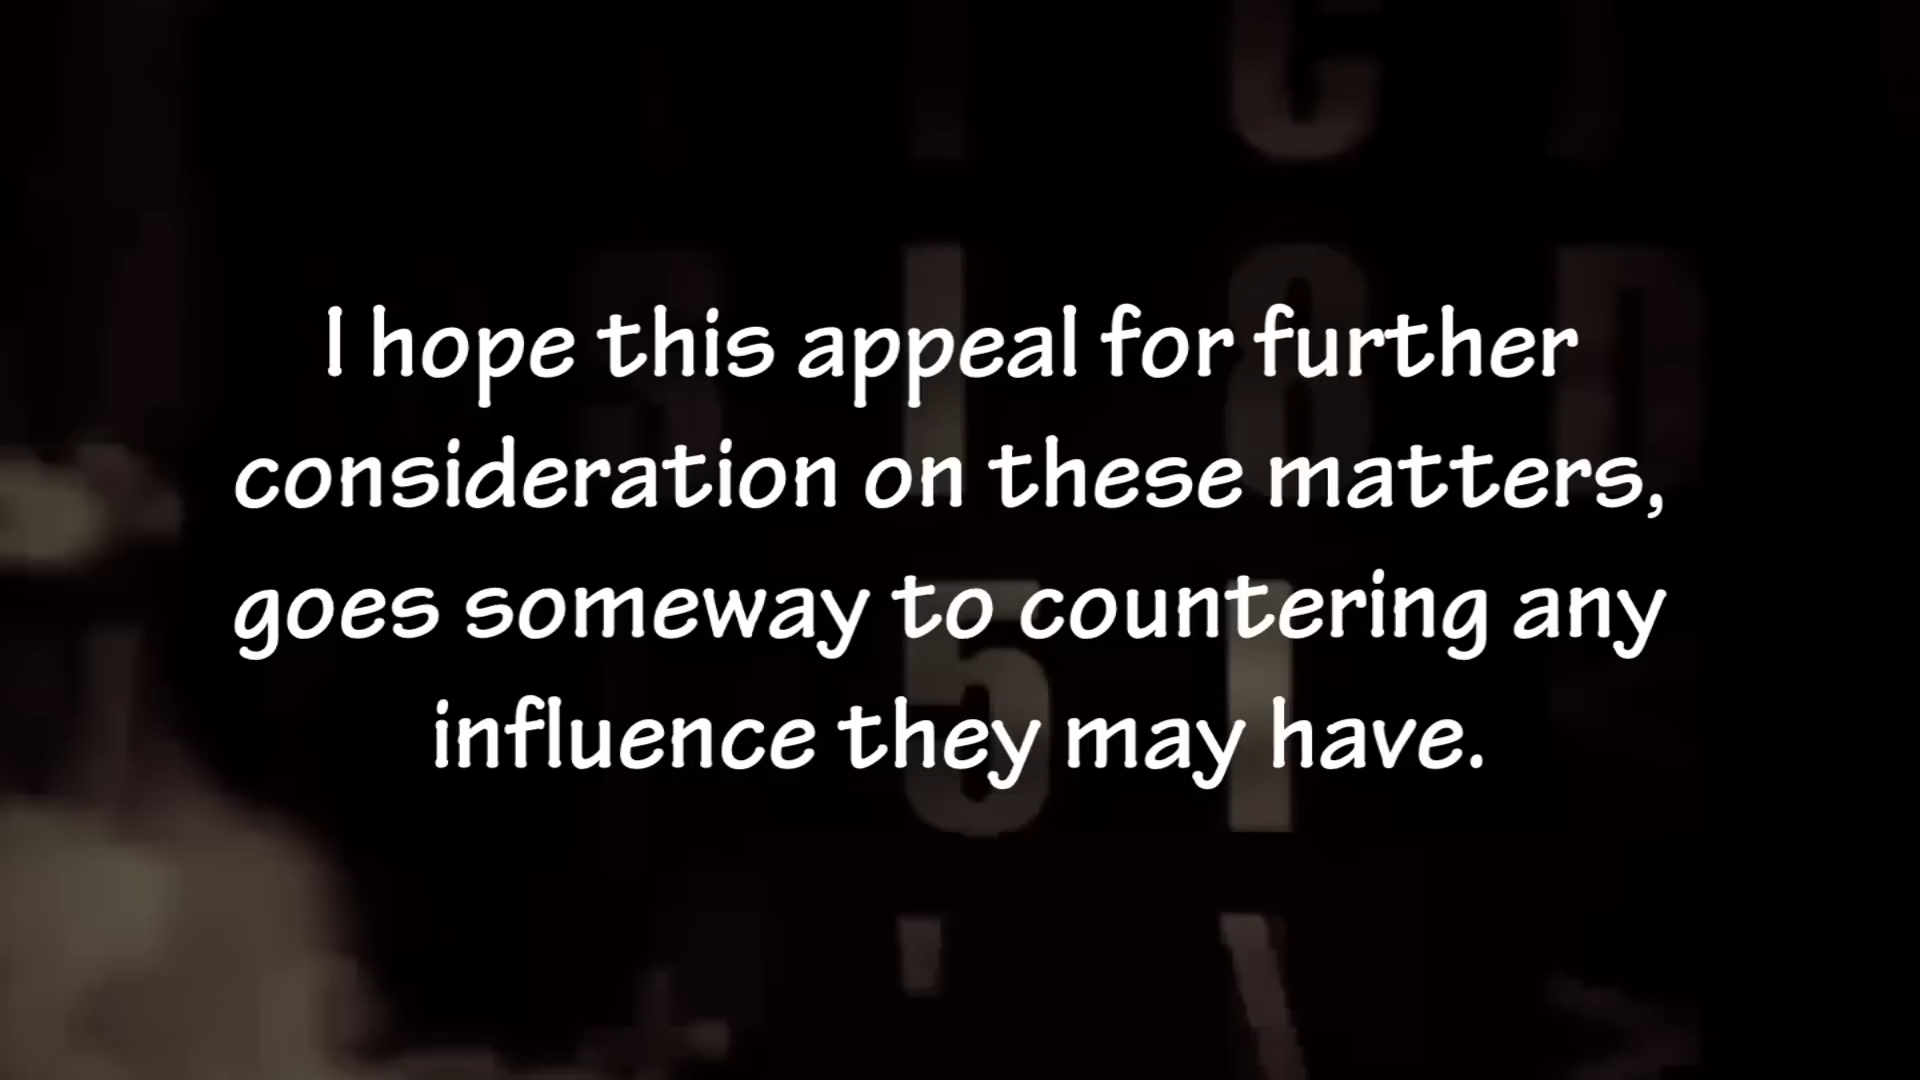 I hope this appeal for further
consideration on these matters,
goes someway to countering any
influence they may have.